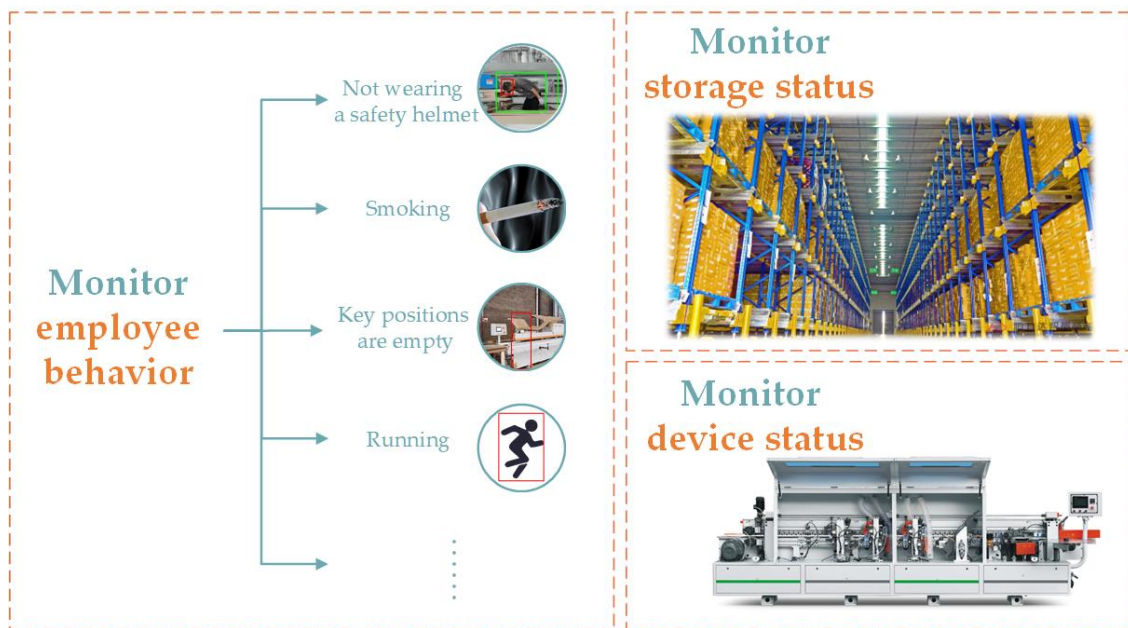 Monitor
employee
behavior
Not wearing
a safety helmet
Smoking
Key positions
are empty
Running
Monitor
storage status
Monitor
device status